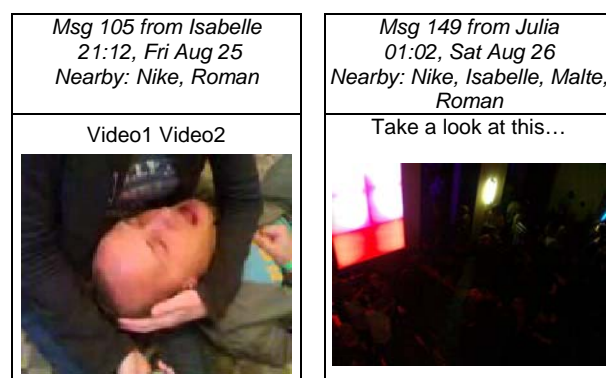 Msg 105 from Isabelle
21:12, Fri Aug 25
Nearby: Nike, Roman
Video1 Video2
Msg 149 from Julia
01:02, Sat Aug 26
Nearby: Nike, Isabelle, Malte,
Roman
Take a look at this…